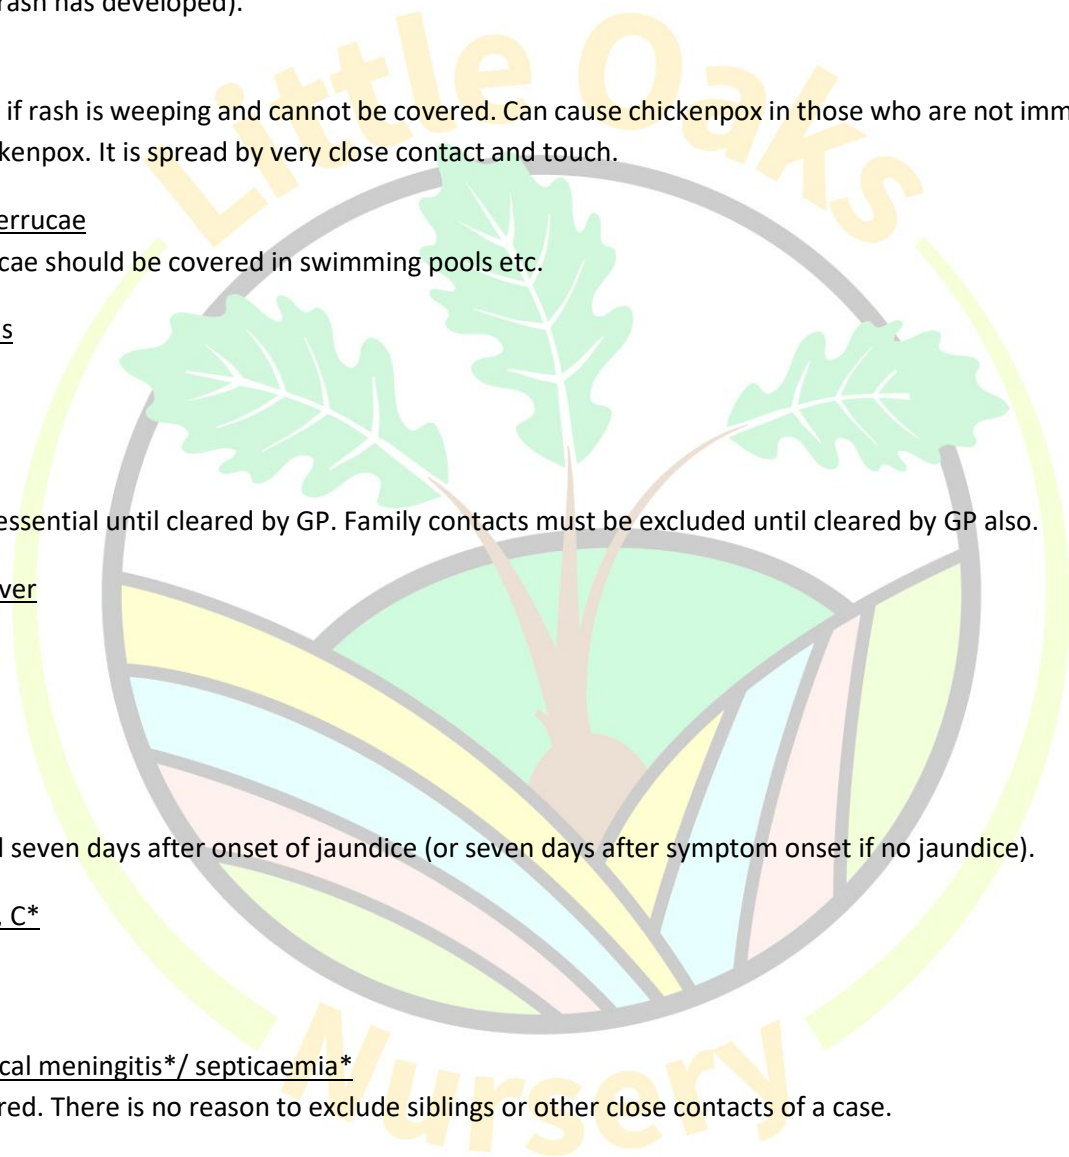 rash has developed).
Little Oaks
if rash is weeping and cannot be covered. Can cause chickenpox in those who are not imm
kenpox. It is spread by very close contact and touch.
errucae
cae should be covered in swimming pools etc.
s
essential until cleared by GP. Family contacts must be excluded until cleared by GP also.
ver
l seven days after onset of jaundice (or seven days after symptom onset if no jaundice).
, C*
cal meningitis*/ septicaemia*
red. There is no reason to exclude siblings or other close contacts of a case.
Nursery